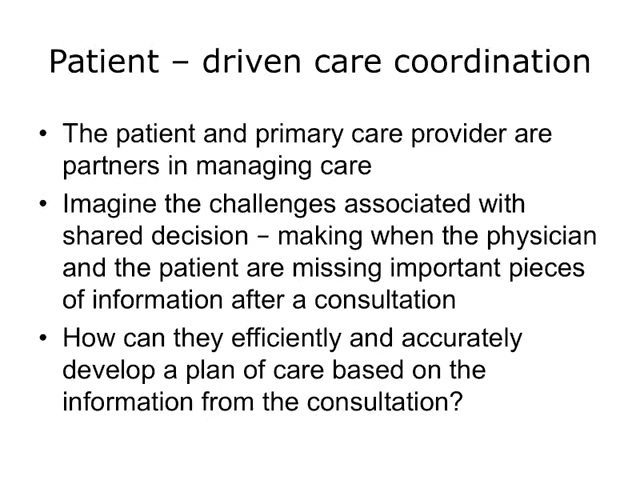 Patient – driven care coordination
• The patient and primary care provider are
partners in managing care
• Imagine the challenges associated with
shared decision – making when the physician
and the patient are missing important pieces
of information after a consultation
• How can they efficiently and accurately
develop a plan of care based on the
information from the consultation?